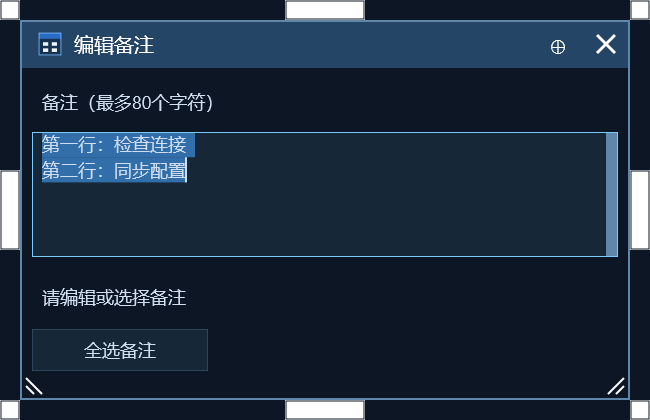 编辑备注
备注（最多80个字符）
第一行：检查连接
第二行：同步配置
请编辑或选择备注
全选备注